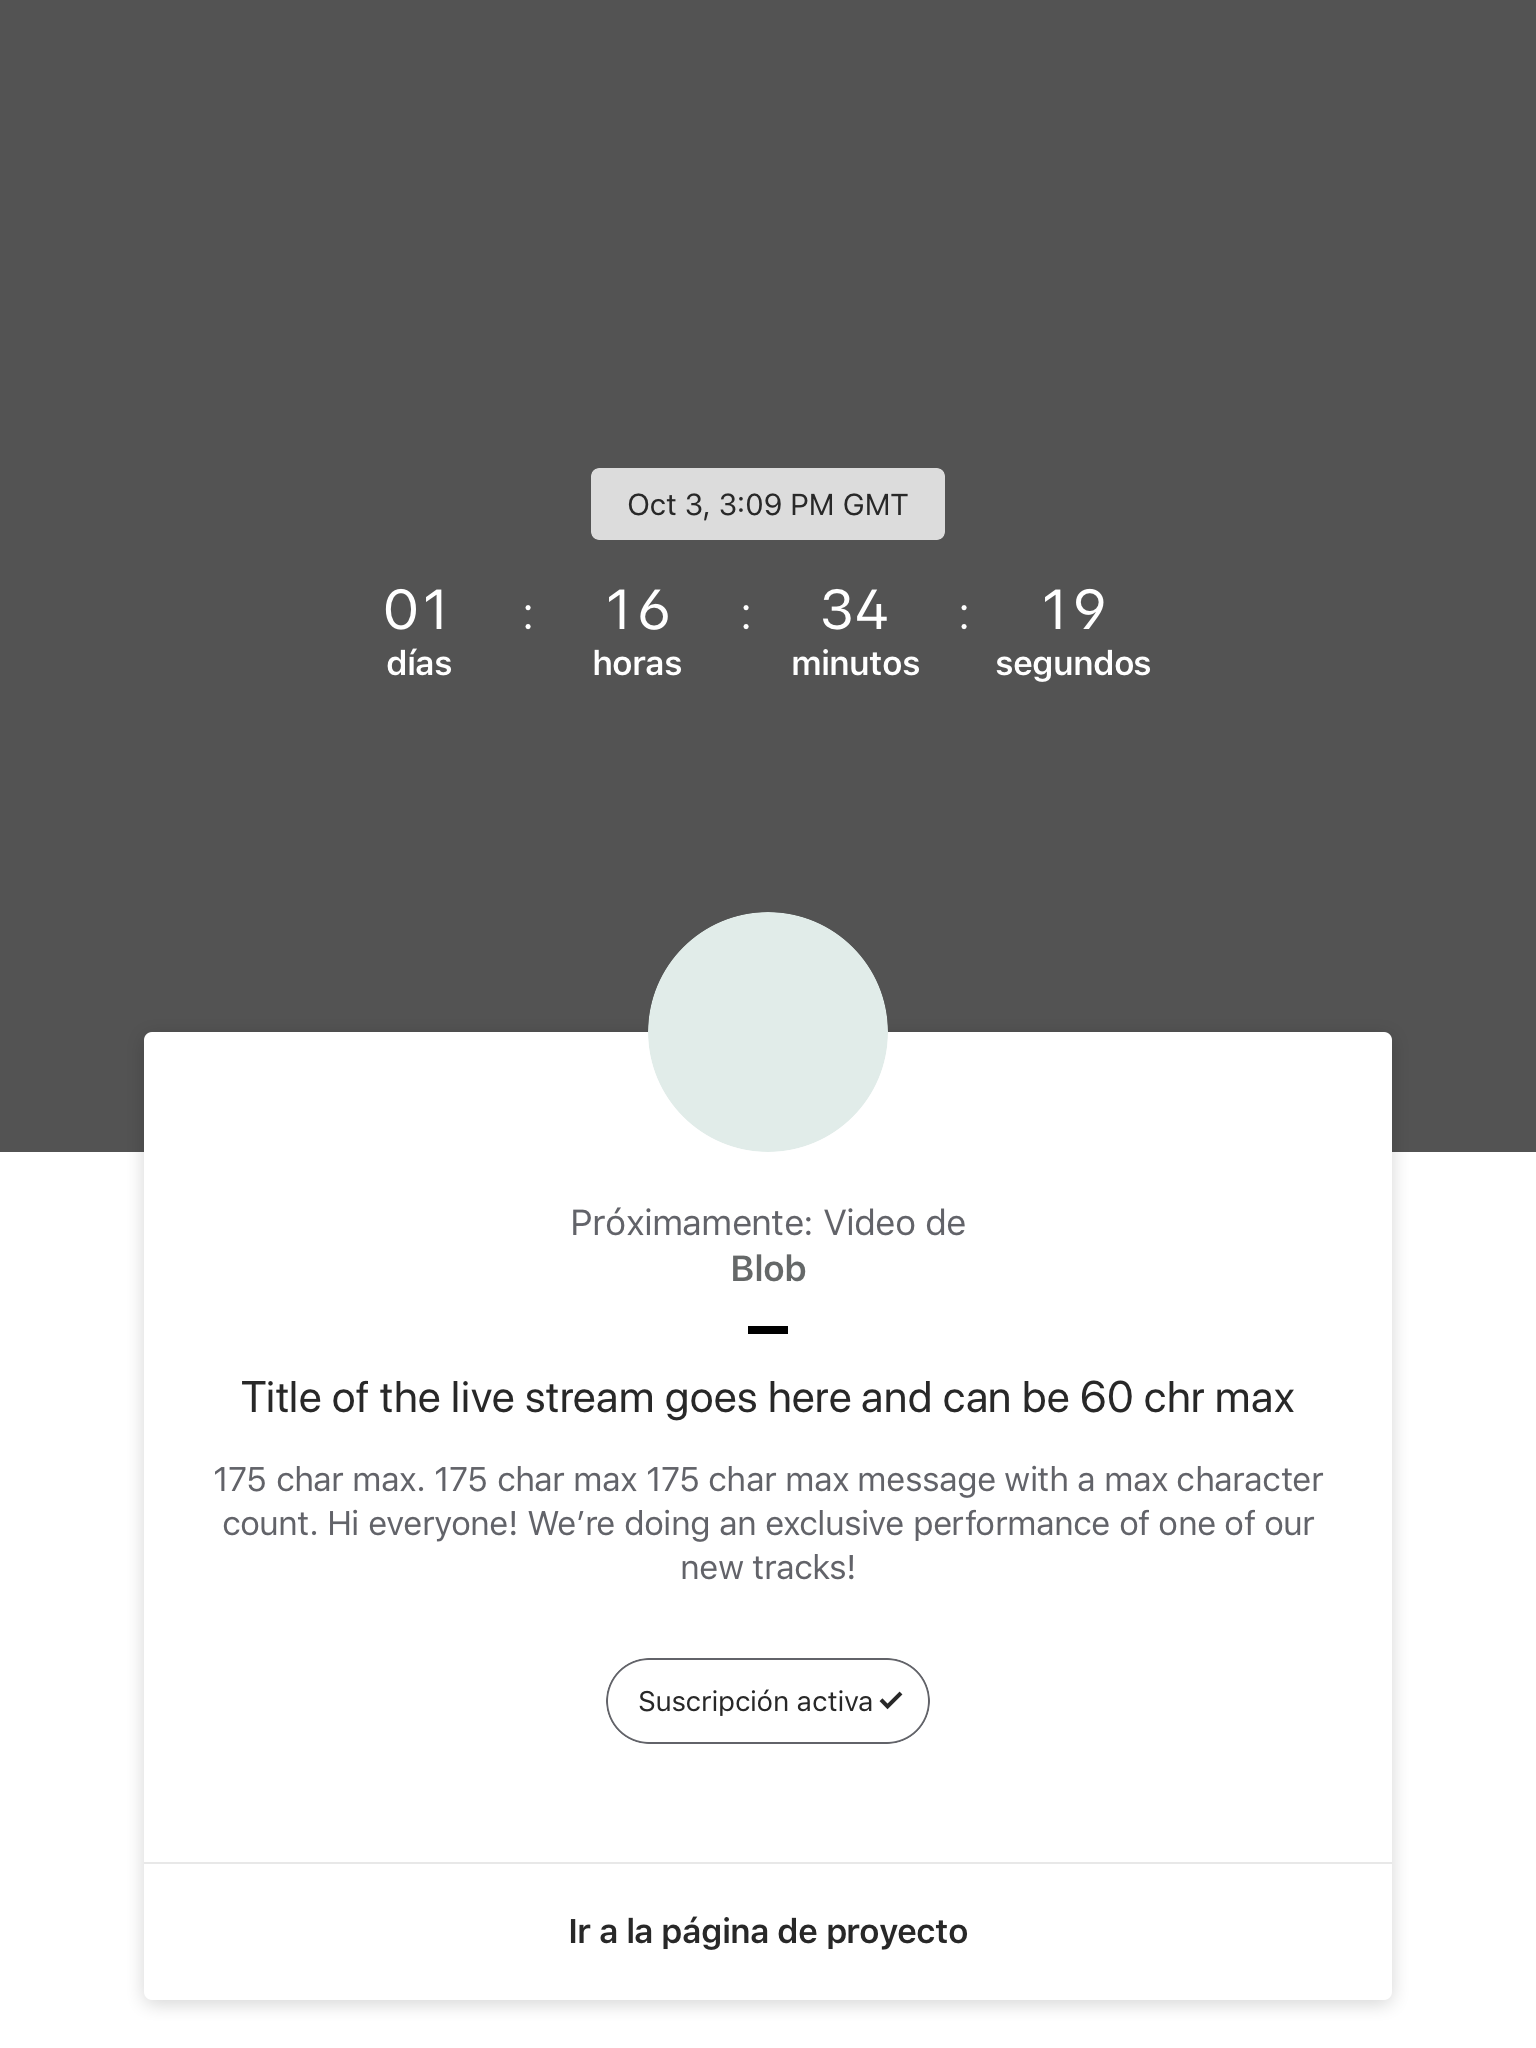 Oct 3, 3:09 PM GMT
01 : 16 : 34 : 19
días horas minutos segundos
Próximamente: Video de
Blob
Title of the live stream goes here and can be 60 chr max
175 char max. 175 char max 175 char max message with a max character
count. Hi everyone! We’re doing an exclusive performance of one of our
new tracks!
Suscripción activa ✓
Ir a la página de proyecto